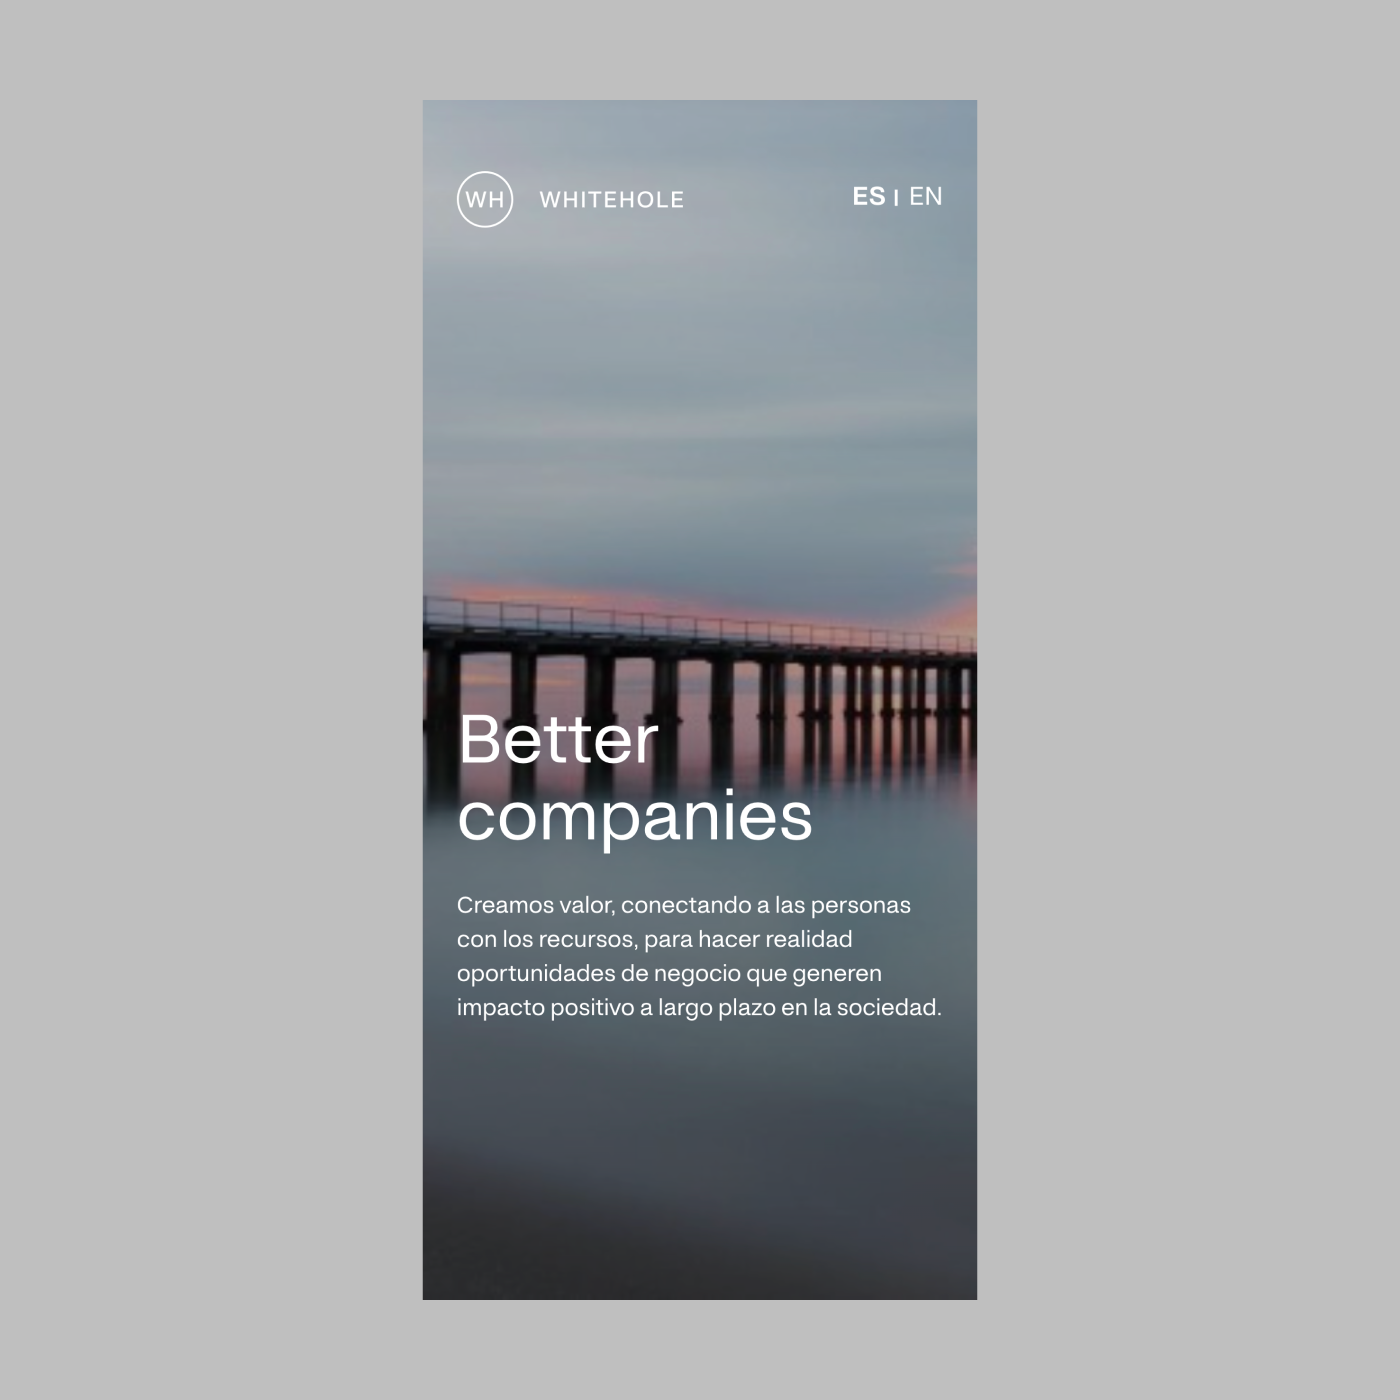 WH WHITEHOLE ES | EN
Better
companies
Creamos valor, conectando a las personas
con los recursos, para hacer realidad
oportunidades de negocio que generen
impacto positivo a largo plazo en la sociedad.